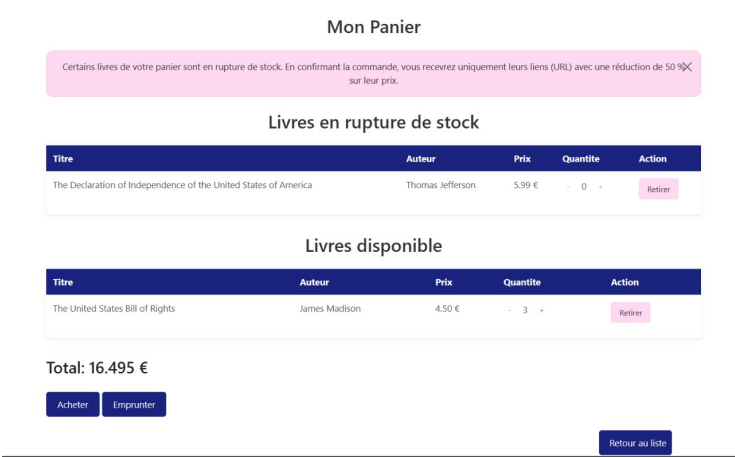 Mon Panier
Certains livres de votre panier sont en rupture de stock. En confirmant la commande, vous recevrez uniquement leurs liens (URL) avec une réduction de 50 %
sur leur prix.
Livres en rupture de stock
Titre Auteur Prix Quantite Action
The Declaration of Independence of the United States of America Thomas Jefferson 5.99 € - 0 + Retirer
Livres disponible
Titre Auteur Prix Quantite Action
The United States Bill of Rights James Madison 4.50 € - 3 + Retirer
Total: 16.495 €
Acheter Emprunter
Retour au liste